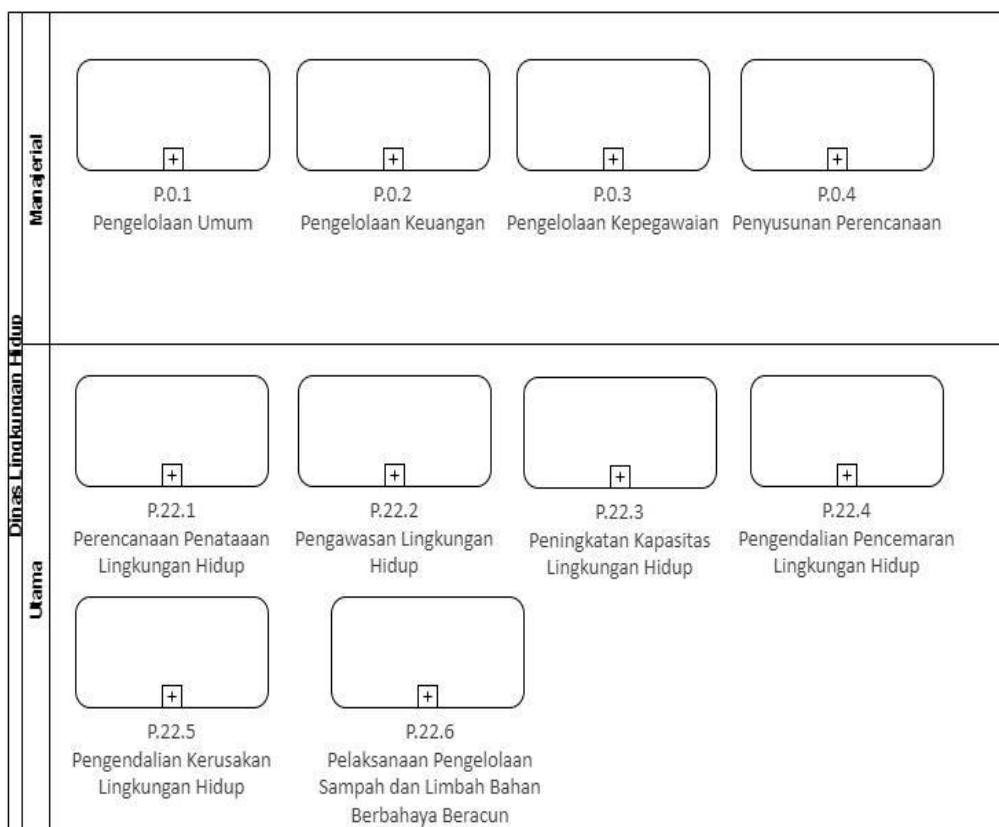 Dinas Lingkungan Hidup
Manajerial
P.0.1
Pengelolaan Umum
P.0.2
Pengelolaan Keuangan
P.0.3
Pengelolaan Kepegawaian
P.0.4
Penyusunan Perencanaan
Utama
P.22.1
Perencanaan Penataaan
Lingkungan Hidup
P.22.2
Pengawasan Lingkungan
Hidup
P.22.3
Peningkatan Kapasitas
Lingkungan Hidup
P.22.4
Pengendalian Pencemaran
Lingkungan Hidup
P.22.5
Pengendalian Kerusakan
Lingkungan Hidup
P.22.6
Pelaksanaan Pengelolaan
Sampah dan Limbah Bahan
Berbahaya Beracun